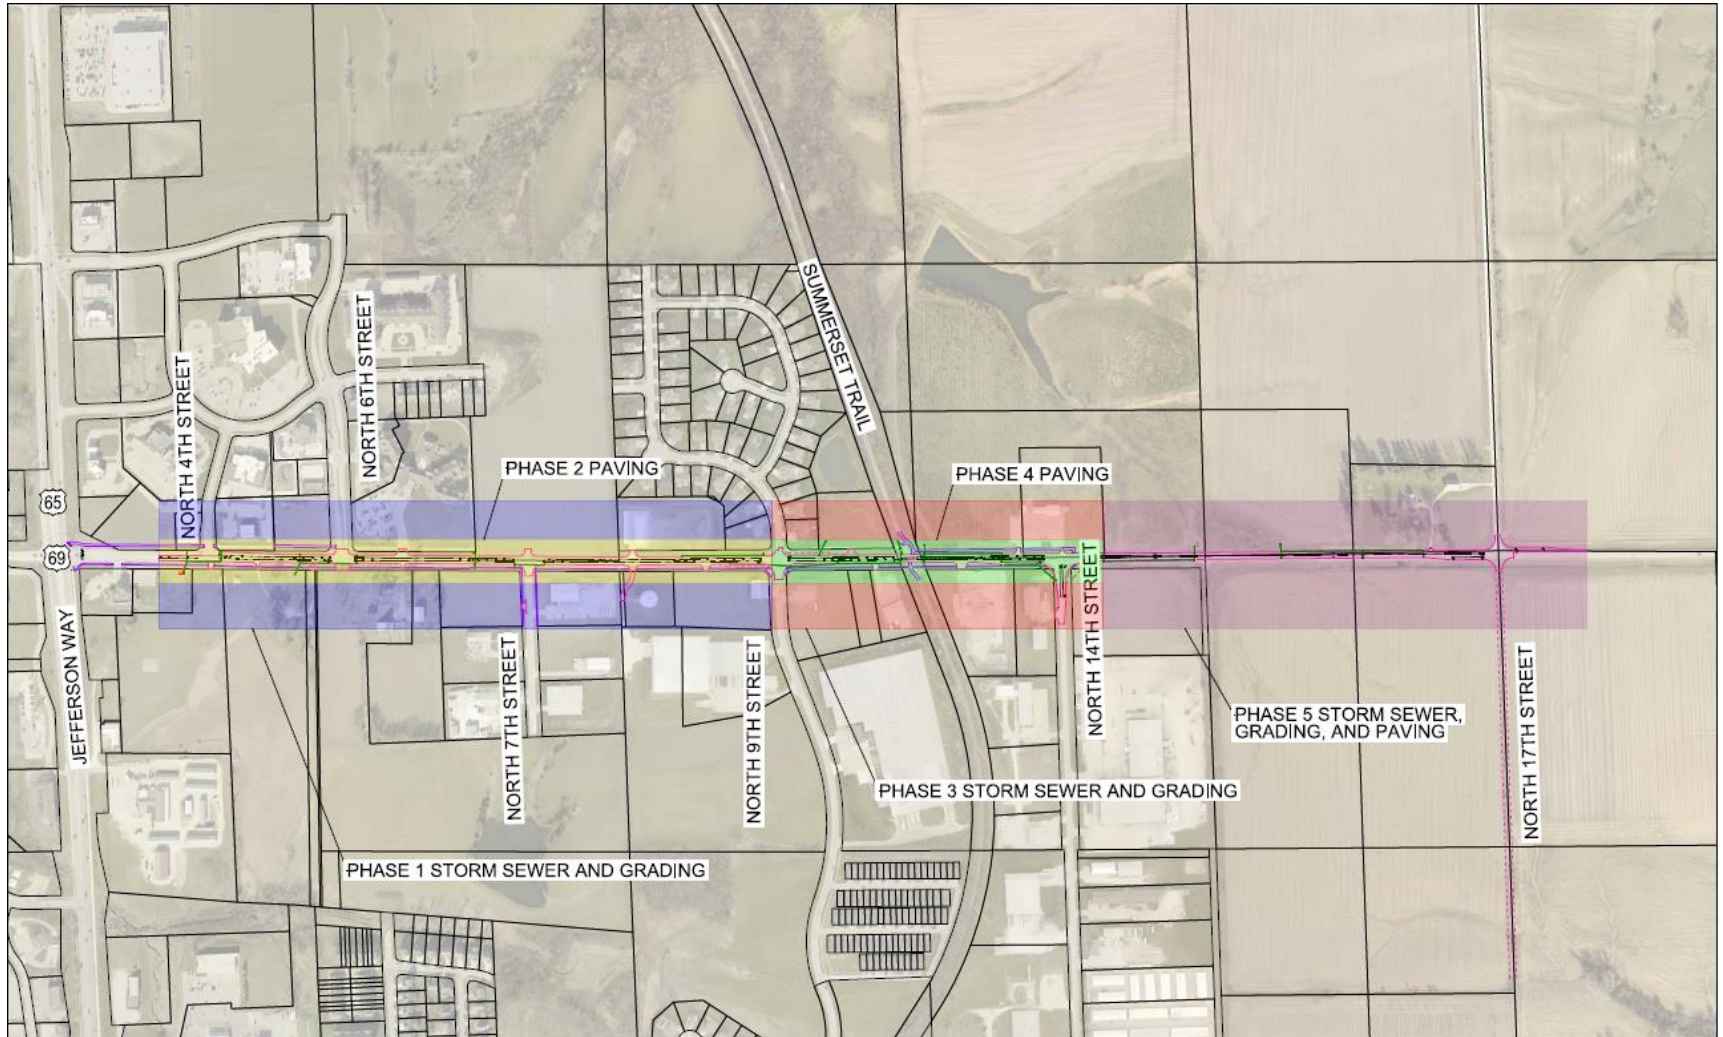 SUMMERSET TRAIL
NORTH 6TH STREET
NORTH 4TH STREET
PHASE 2 PAVING
PHASE 4 PAVING
65
69
JEFFERSON WAY
NORTH 7TH STREET
NORTH 9TH STREET
NORTH 14TH STREET
NORTH 17TH STREET
PHASE 5 STORM SEWER,
GRADING, AND PAVING
PHASE 3 STORM SEWER AND GRADING
PHASE 1 STORM SEWER AND GRADING